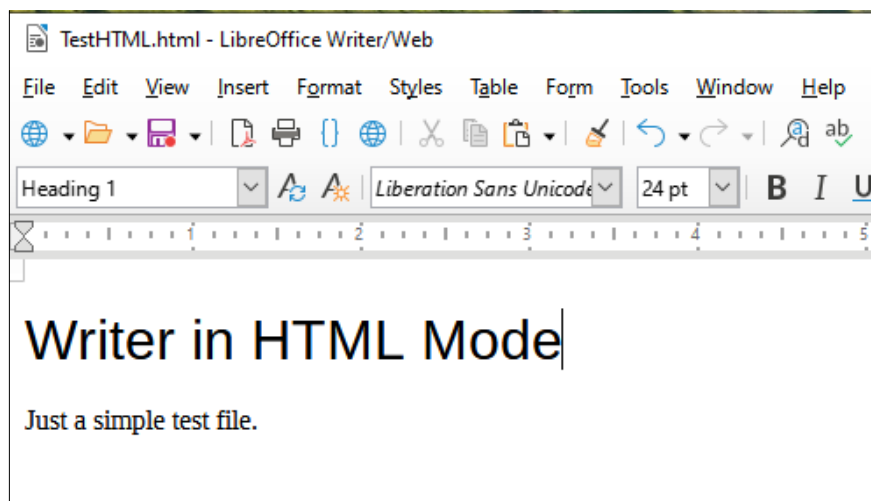 TestHTML.html - LibreOffice Writer/Web
File Edit View Insert Format Styles Table Form Tools Window Help
Heading 1 Liberation Sans Unicode 24 pt B I U
1 2 3 4 5
Writer in HTML Mode
Just a simple test file.